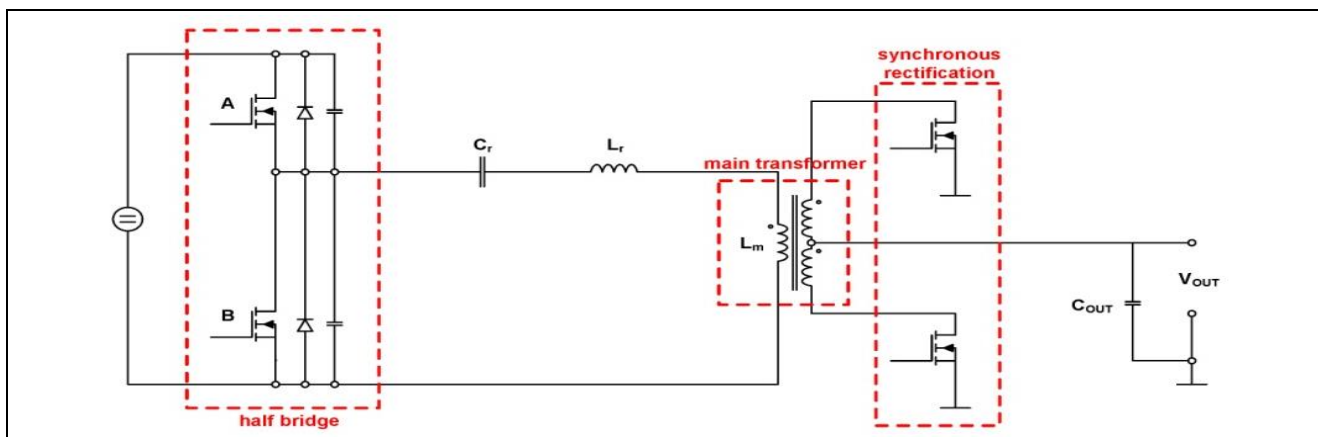 synchronous
rectification
A
Cr
Lr
main transformer
Lm
VOUT
COUT
B
half bridge